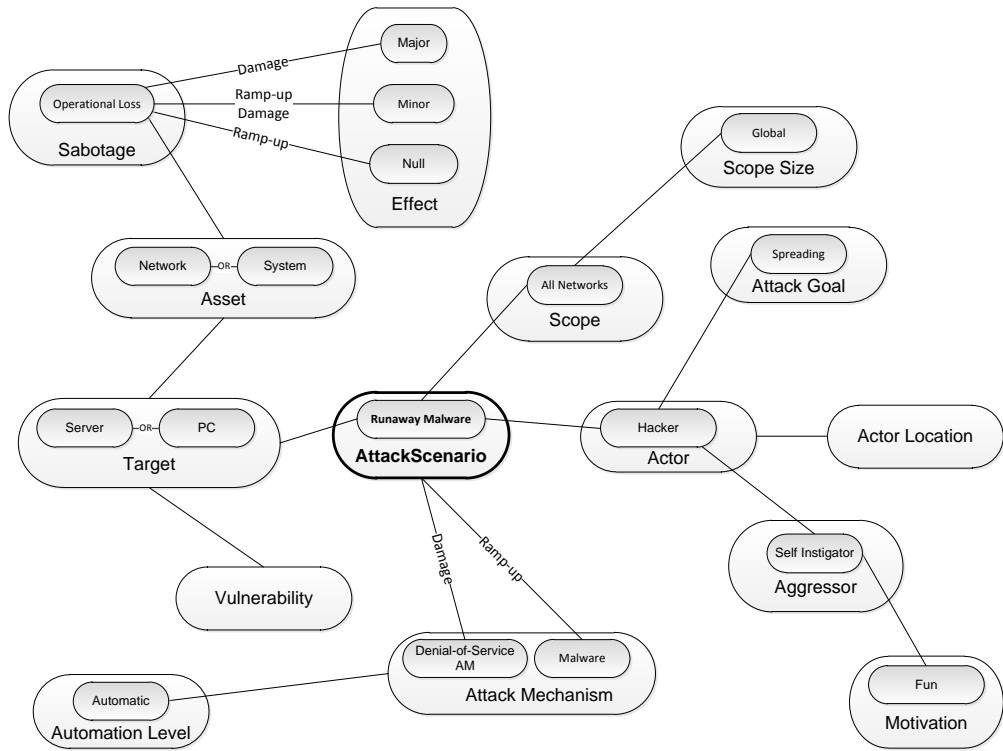 Major
Damage
Operational Loss
Ramp-up
Damage
Minor
Ramp-up
Sabotage
Null
Effect
Global
Scope Size
Network
OR
System
Asset
All Networks
Scope
Spreading
Attack Goal
Server
OR
PC
Target
Runaway Malware
AttackScenario
Hacker
Actor
Actor Location
Damage
Ramp-up
Self Instigator
Aggressor
Vulnerability
Denial-of-Service
AM
Malware
Attack Mechanism
Automatic
Automation Level
Fun
Motivation